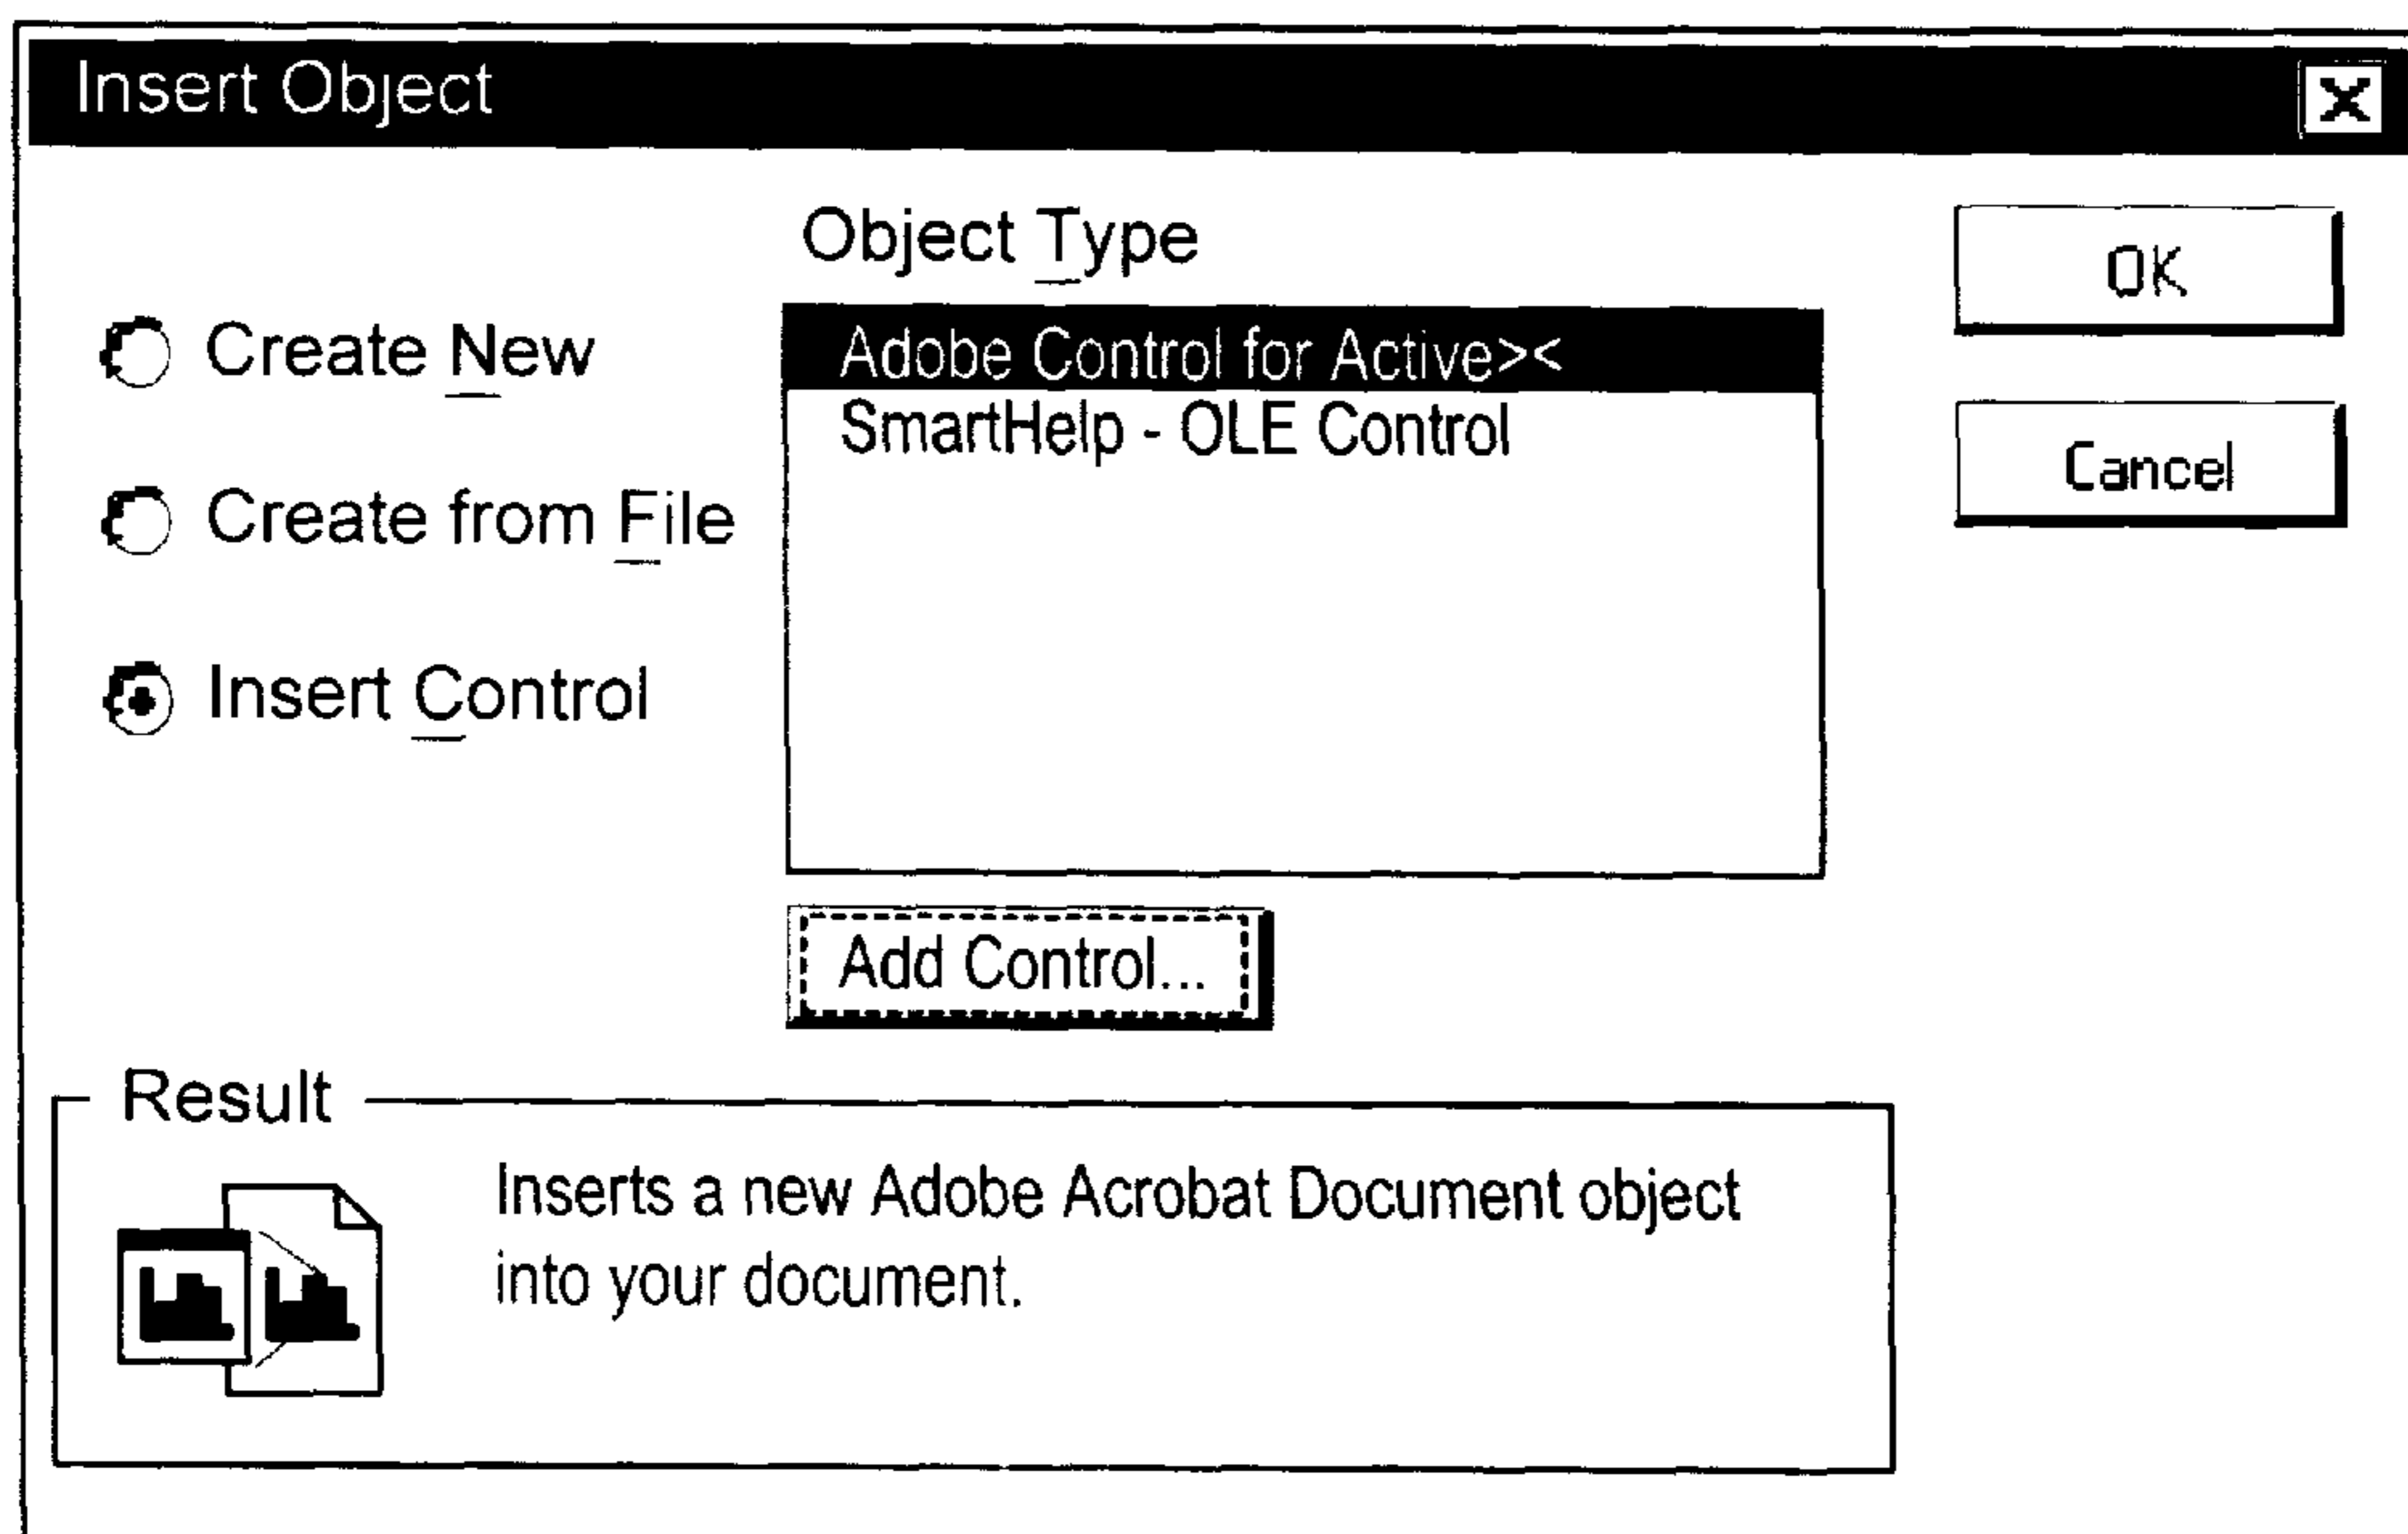 Insert Object
Object Type
OK
Create New
Adobe Control for Active><
SmartHelp - OLE Control
Cancel
Create from File
Insert Control
Add Control...
Result
Inserts a new Adobe Acrobat Document object
into your document.